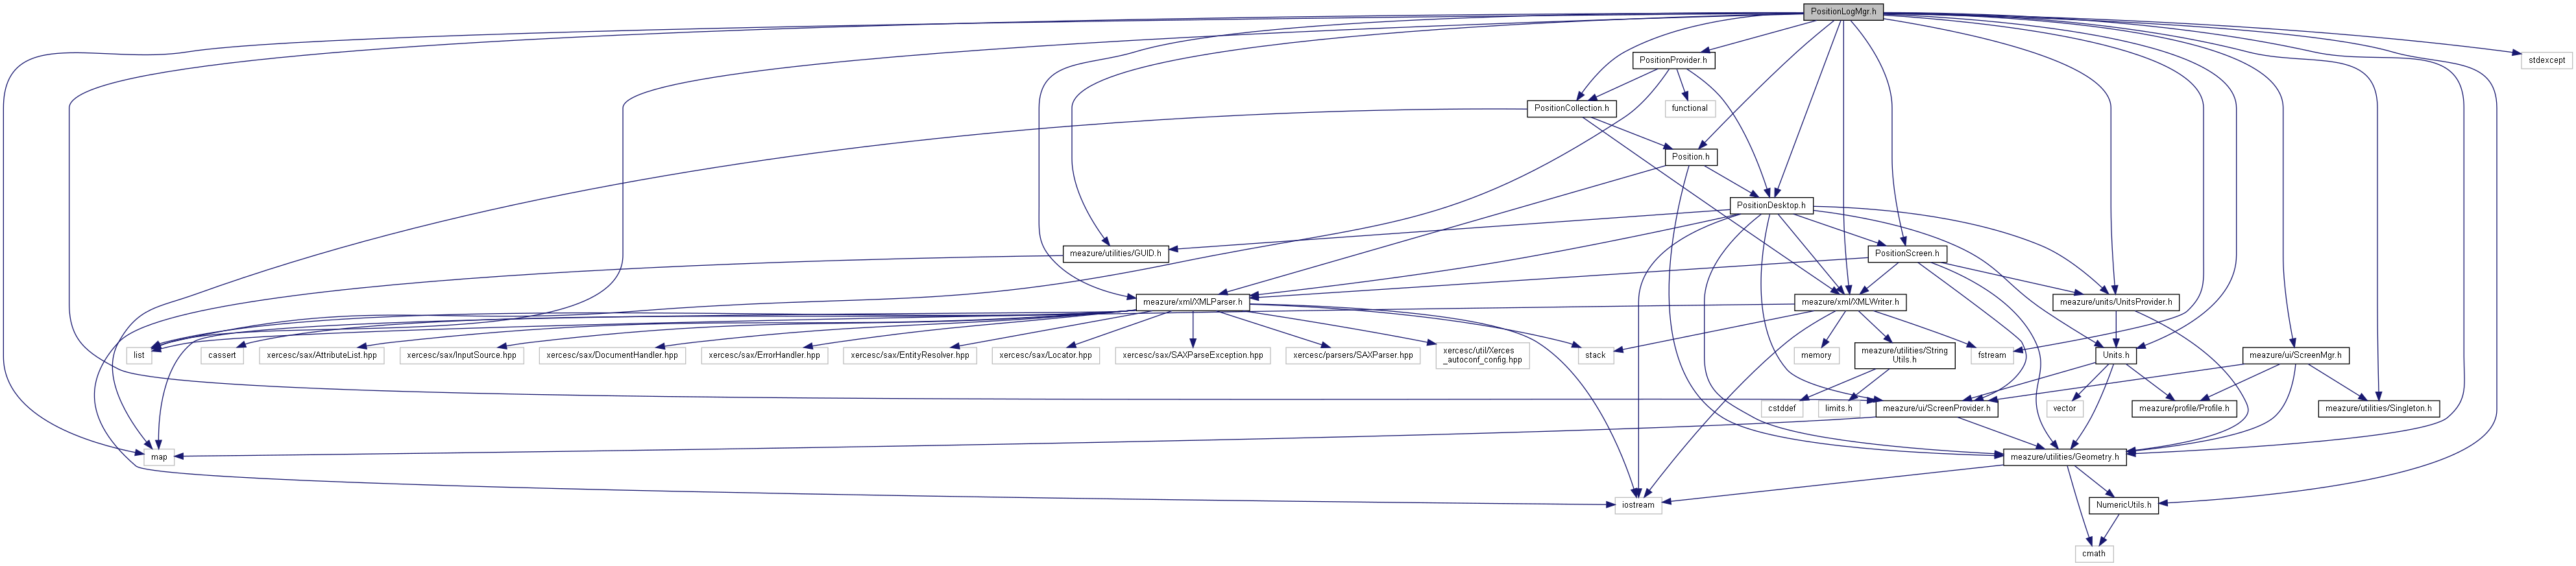 PositionLogMgr.h
PositionProvider.h
stdexcept
PositionCollection.h
functional
Position.h
PositionDesktop.h
meazure/utilities/GUID.h
PositionScreen.h
meazure/xml/XMLParser.h
meazure/xml/XMLWriter.h
meazure/units/UnitsProvider.h
list
cassert
xercesc/sax/AttributeList.hpp
xercesc/sax/InputSource.hpp
xercesc/sax/DocumentHandler.hpp
xercesc/sax/ErrorHandler.hpp
xercesc/sax/EntityResolver.hpp
xercesc/sax/Locator.hpp
xercesc/sax/SAXParseException.hpp
xercesc/parsers/SAXParser.hpp
xercesc/util/Xerces
_autoconf_config.hpp
stack
memory
meazure/utilities/String
Utils.h
fstream
Units.h
meazure/ui/ScreenMgr.h
cstddef
limits.h
meazure/ui/ScreenProvider.h
vector
meazure/profile/Profile.h
meazure/utilities/Singleton.h
map
meazure/utilities/Geometry.h
iostream
NumericUtils.h
cmath